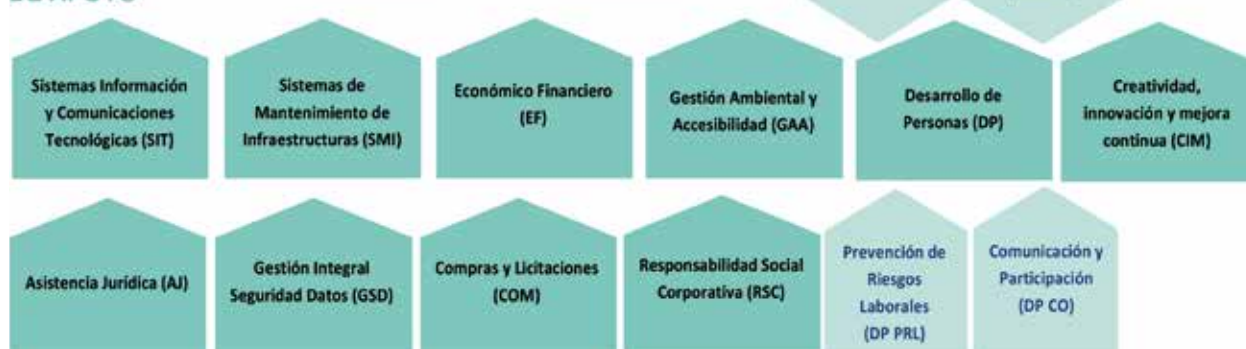 Sistemas Información
y Comunicaciones
Tecnológicas (SIT)
Sistemas de
Mantenimiento de
Infraestructuras (SMI)
Económico Financiero
(EF)
Gestión Ambiental y
Accesibilidad (GAA)
Desarrollo de
Personas (DP)
Creatividad,
innovación y mejora
continua (CIM)
Asistencia Jurídica (AJ)
Gestión Integral
Seguridad Datos (GSD)
Compras y Licitaciones
(COM)
Responsabilidad Social
Corporativa (RSC)
Prevención de
Riesgos
Laborales
(DP PRL)
Comunicación y
Participación
(DP CO)